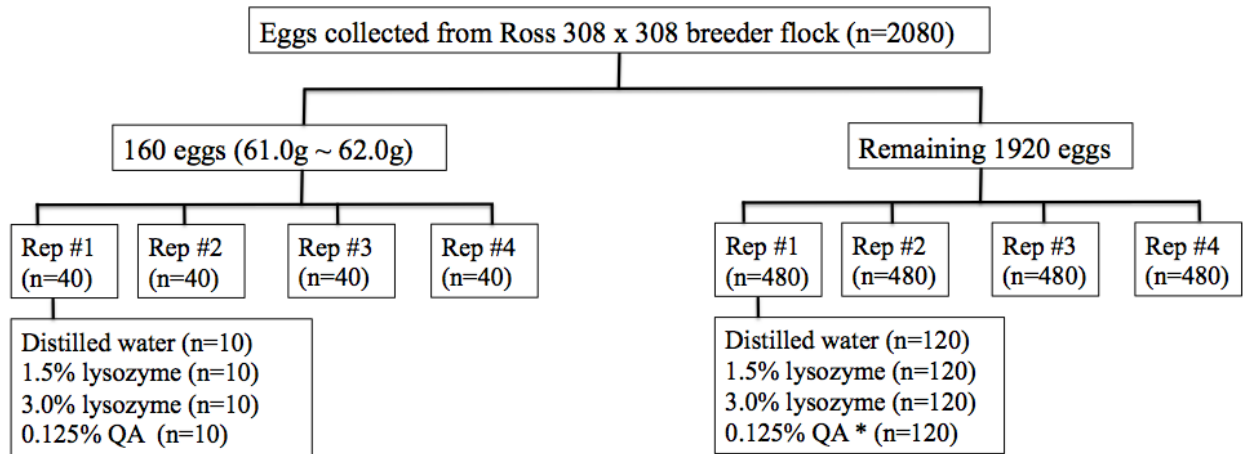 Eggs collected from Ross 308 x 308 breeder flock (n=2080)
160 eggs (61.0g ~ 62.0g)
Remaining 1920 eggs
Rep #1
(n=40)
Rep #2
(n=40)
Rep #3
(n=40)
Rep #4
(n=40)
Rep #1
(n=480)
Rep #2
(n=480)
Rep #3
(n=480)
Rep #4
(n=480)
Distilled water (n=10)
1.5% lysozyme (n=10)
3.0% lysozyme (n=10)
0.125% QA (n=10)
Distilled water (n=120)
1.5% lysozyme (n=120)
3.0% lysozyme (n=120)
0.125% QA * (n=120)